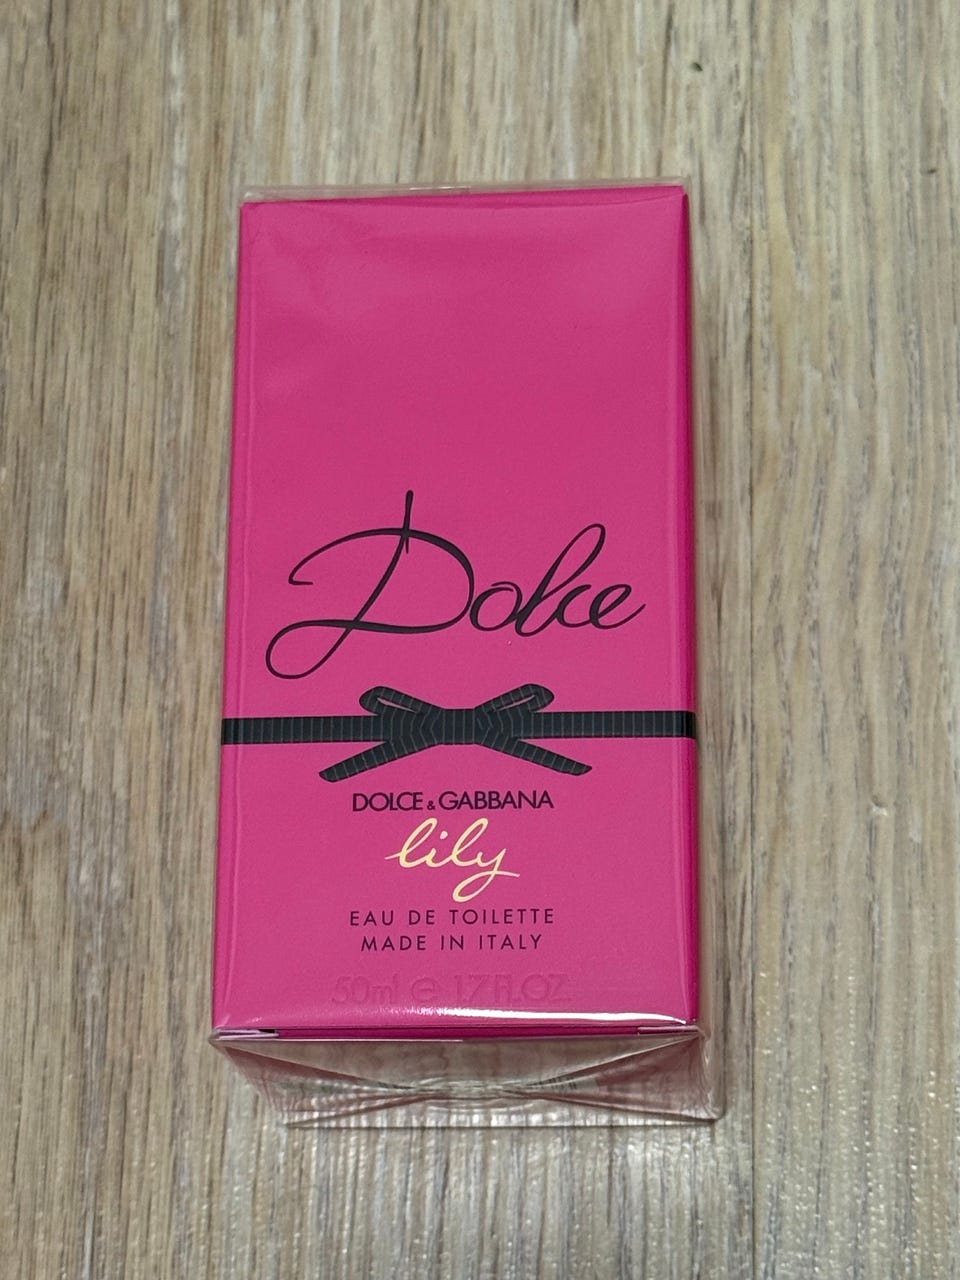 Dolce
DOLCE & GABBANA
lily
EAU DE TOILETTE
MADE IN ITALY
50ml e 1.7 FL.OZ.